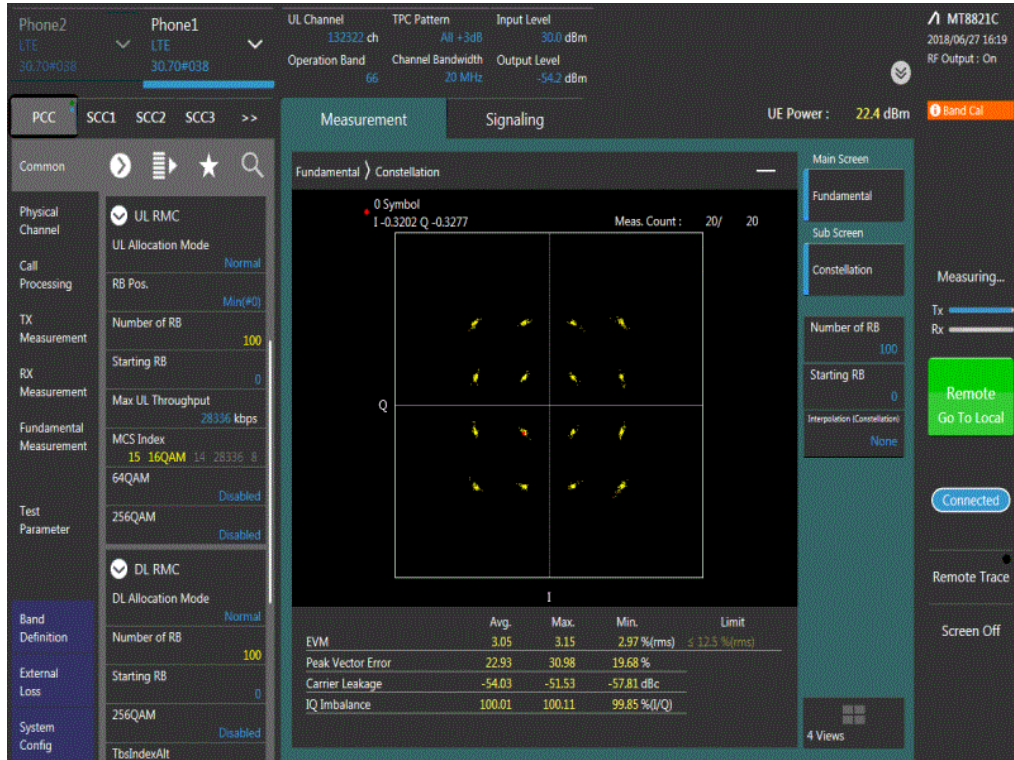 Phone2
LTE
30.70#038
Phone1
LTE
30.70#038
UL Channel
132322 ch
Operation Band
66
TPC Pattern
All +3dB
Channel Bandwidth
20 MHz
Input Level
30.0 dBm
Output Level
-54.2 dBm
MT8821C
2018/06/27 16:19
RF Output : On
PCC SCC1 SCC2 SCC3 >>
Measurement Signaling
UE Power : 22.4 dBm
Band Cal
Common
Physical
Channel
Call
Processing
TX
Measurement
RX
Measurement
Fundamental
Measurement
Test
Parameter
Band
Definition
External
Loss
System
Config
UL RMC
UL Allocation Mode
Normal
RB Pos.
Min(#0)
Number of RB
100
Starting RB
0
Max UL Throughput
28336 kbps
MCS Index
15 16QAM 14 28336 8
64QAM
Disabled
256QAM
Disabled
DL RMC
DL Allocation Mode
Normal
Number of RB
100
Starting RB
0
256QAM
Disabled
TbsIndexAlt
Fundamental ⟩ Constellation
0 Symbol
I -0.3202 Q -0.3277
Meas. Count : 20/ 20
Q
I
Avg. Max. Min. Limit
EVM 3.05 3.15 2.97 %(rms) ≤ 12.5 %(rms)
Peak Vector Error 22.93 30.98 19.68 %
Carrier Leakage -54.03 -51.53 -57.81 dBc
IQ Imbalance 100.01 100.11 99.85 %(I/Q)
Main Screen
Fundamental
Sub Screen
Constellation
Number of RB
100
Starting RB
0
Interpolation (Constellation)
None
4 Views
Measuring...
Tx
Rx
Remote
Go To Local
Connected
Remote Trace
Screen Off